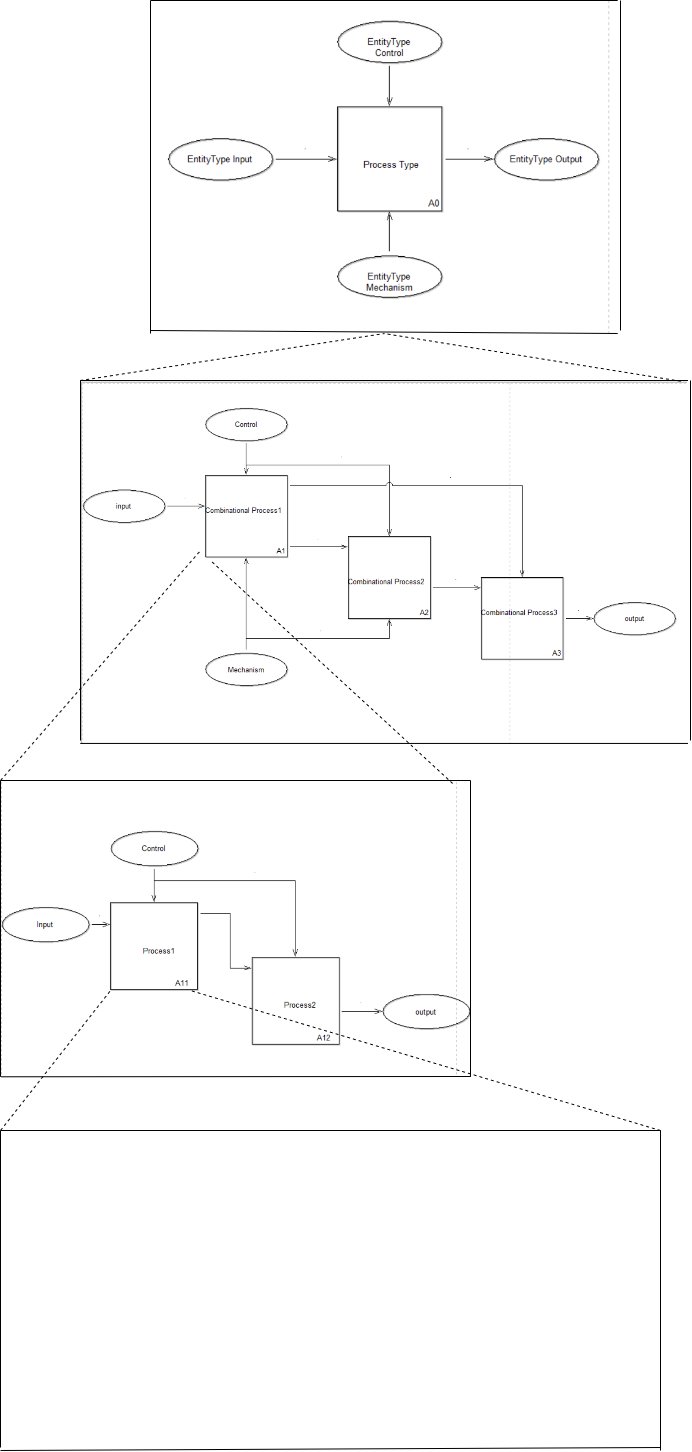 EntityType
Control
EntityType Input
Process Type
EntityType Output
A0
EntityType
Mechanism
Control
input
Combinational Process1
A1
Combinational Process2
A2
Combinational Process3
output
A3
Mechanism
Control
Input
Process1
A11
Process2
output
A12